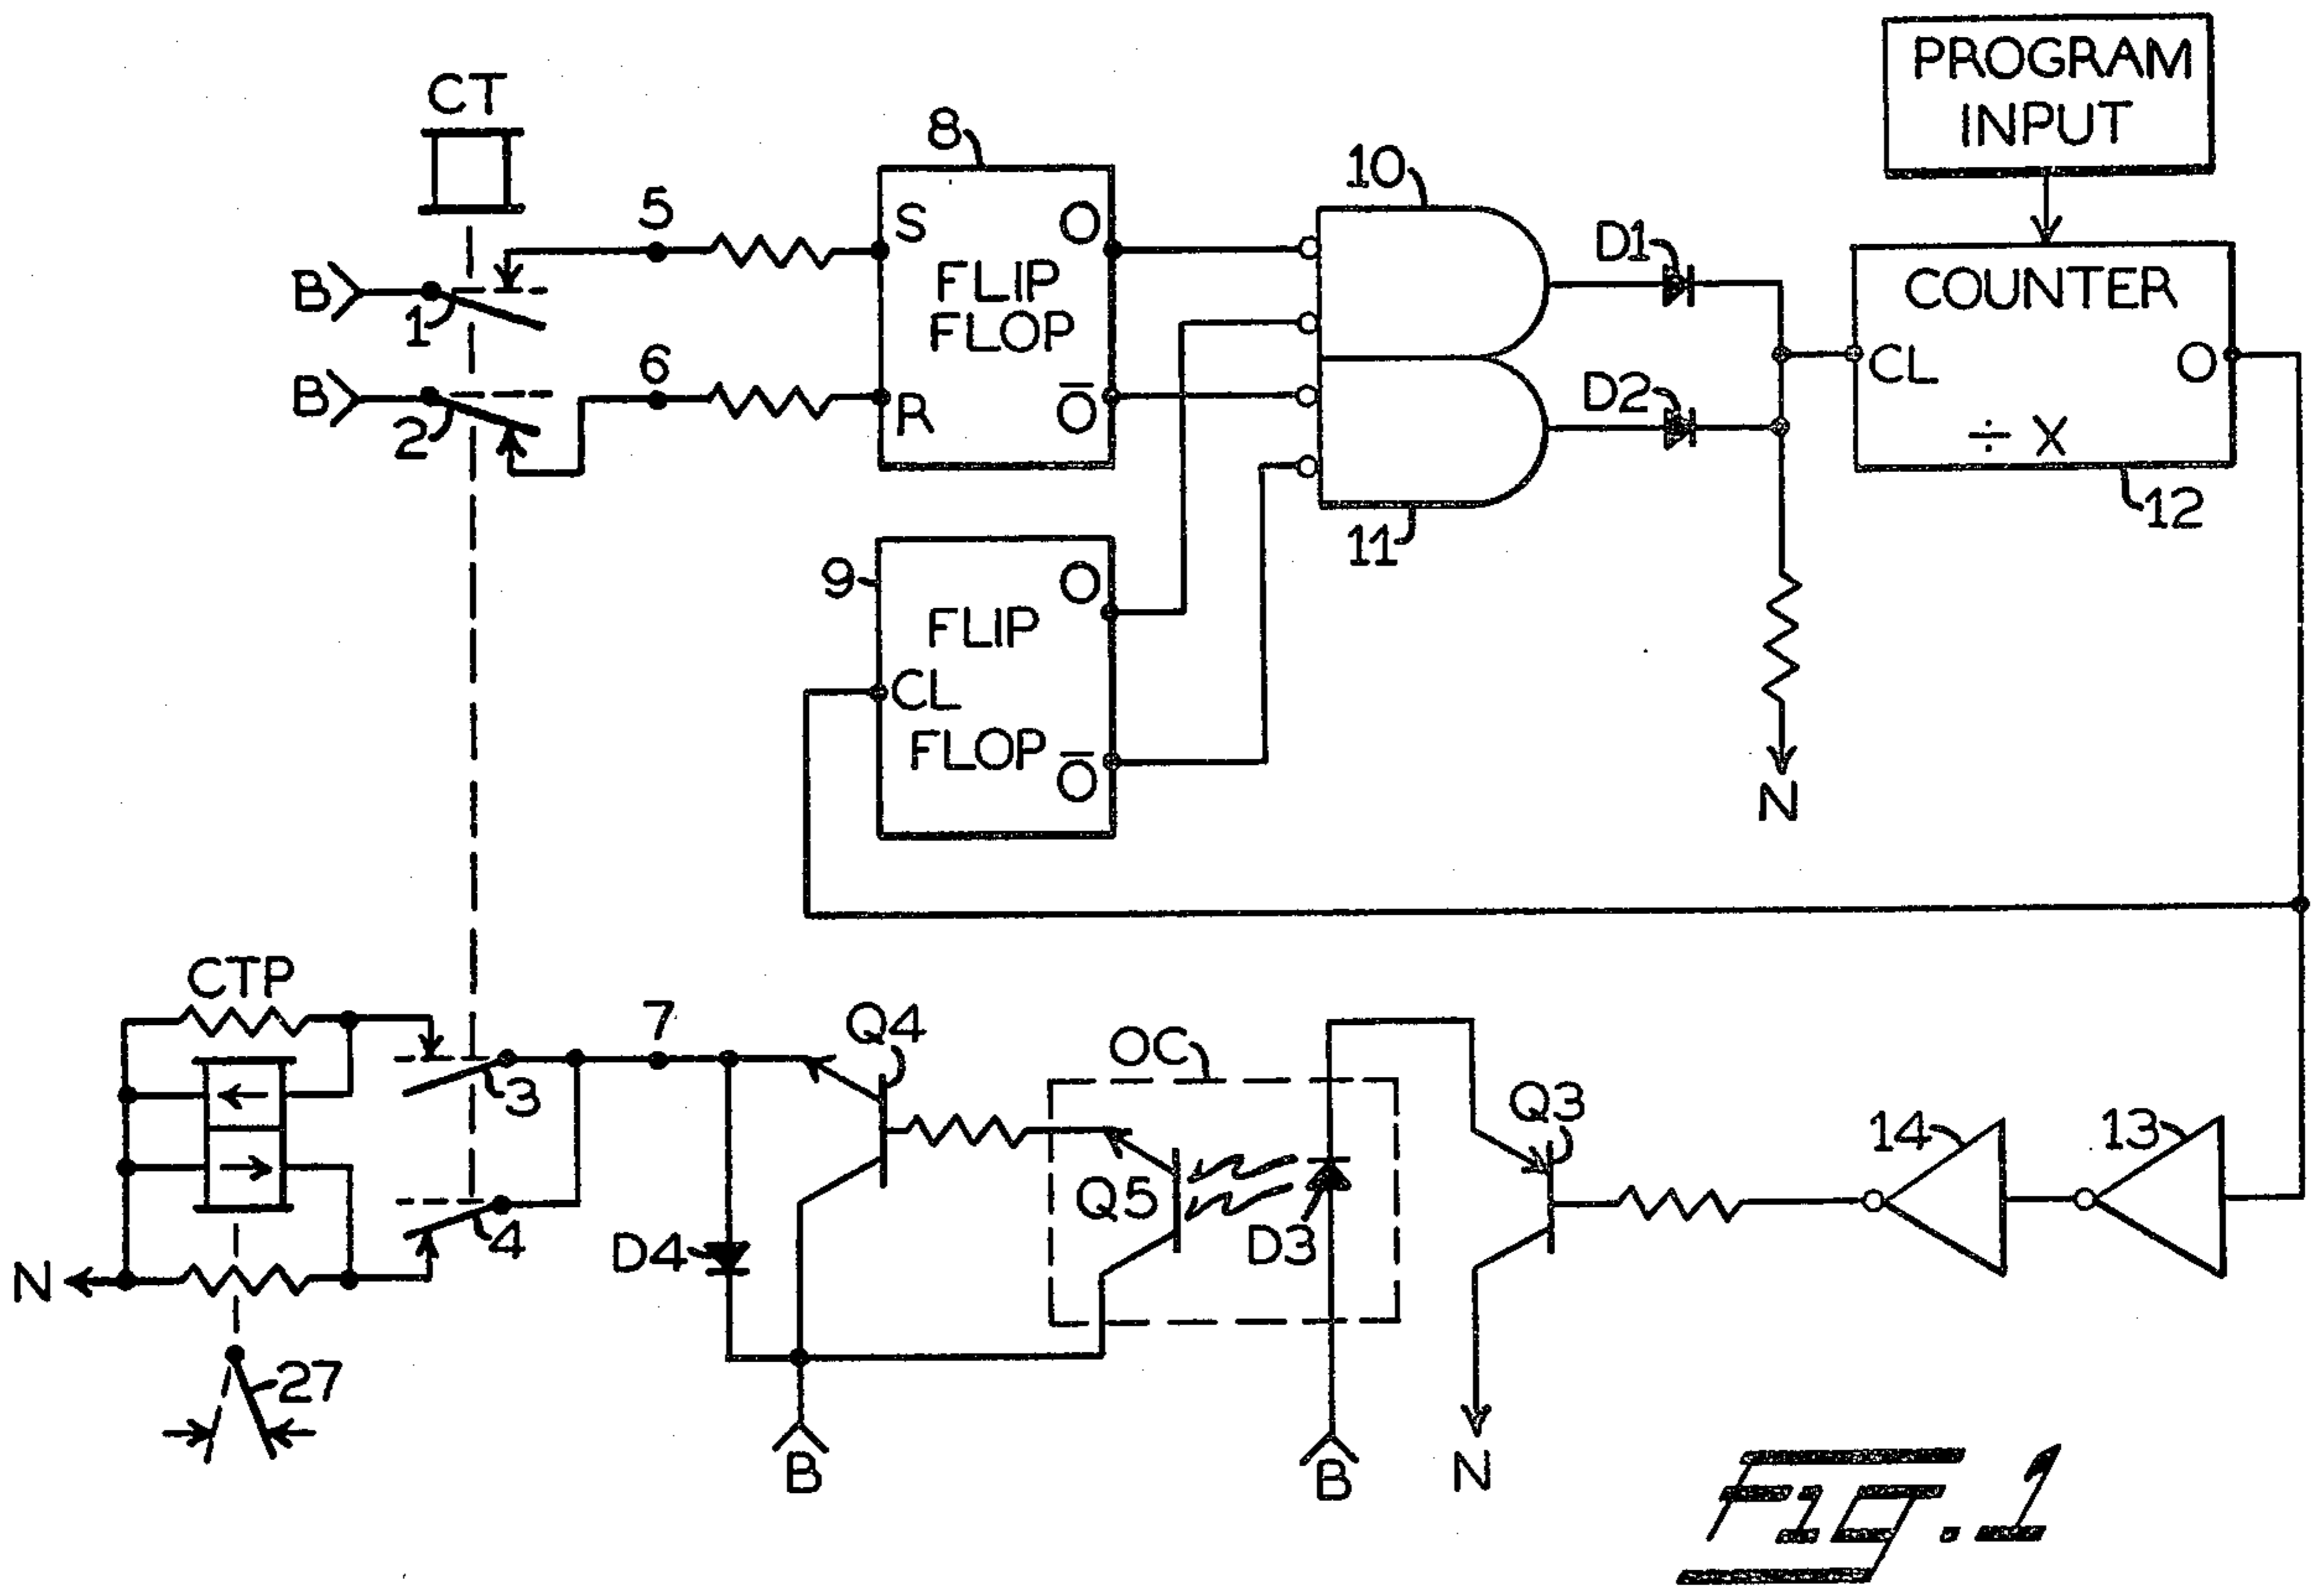 PROGRAM
INPUT
CT
8
10
5
S
O
D1
B
1
FLIP
FLOP
COUNTER
CL
O
6
B
2
R
O̅
D2
÷ X
12
11
9
O
FLIP
CL
FLOP
O̅
N
CTP
7
Q4
OC
3
Q3
14
13
Q5
D3
4
D4
N
27
B
B
N
Fig. 1